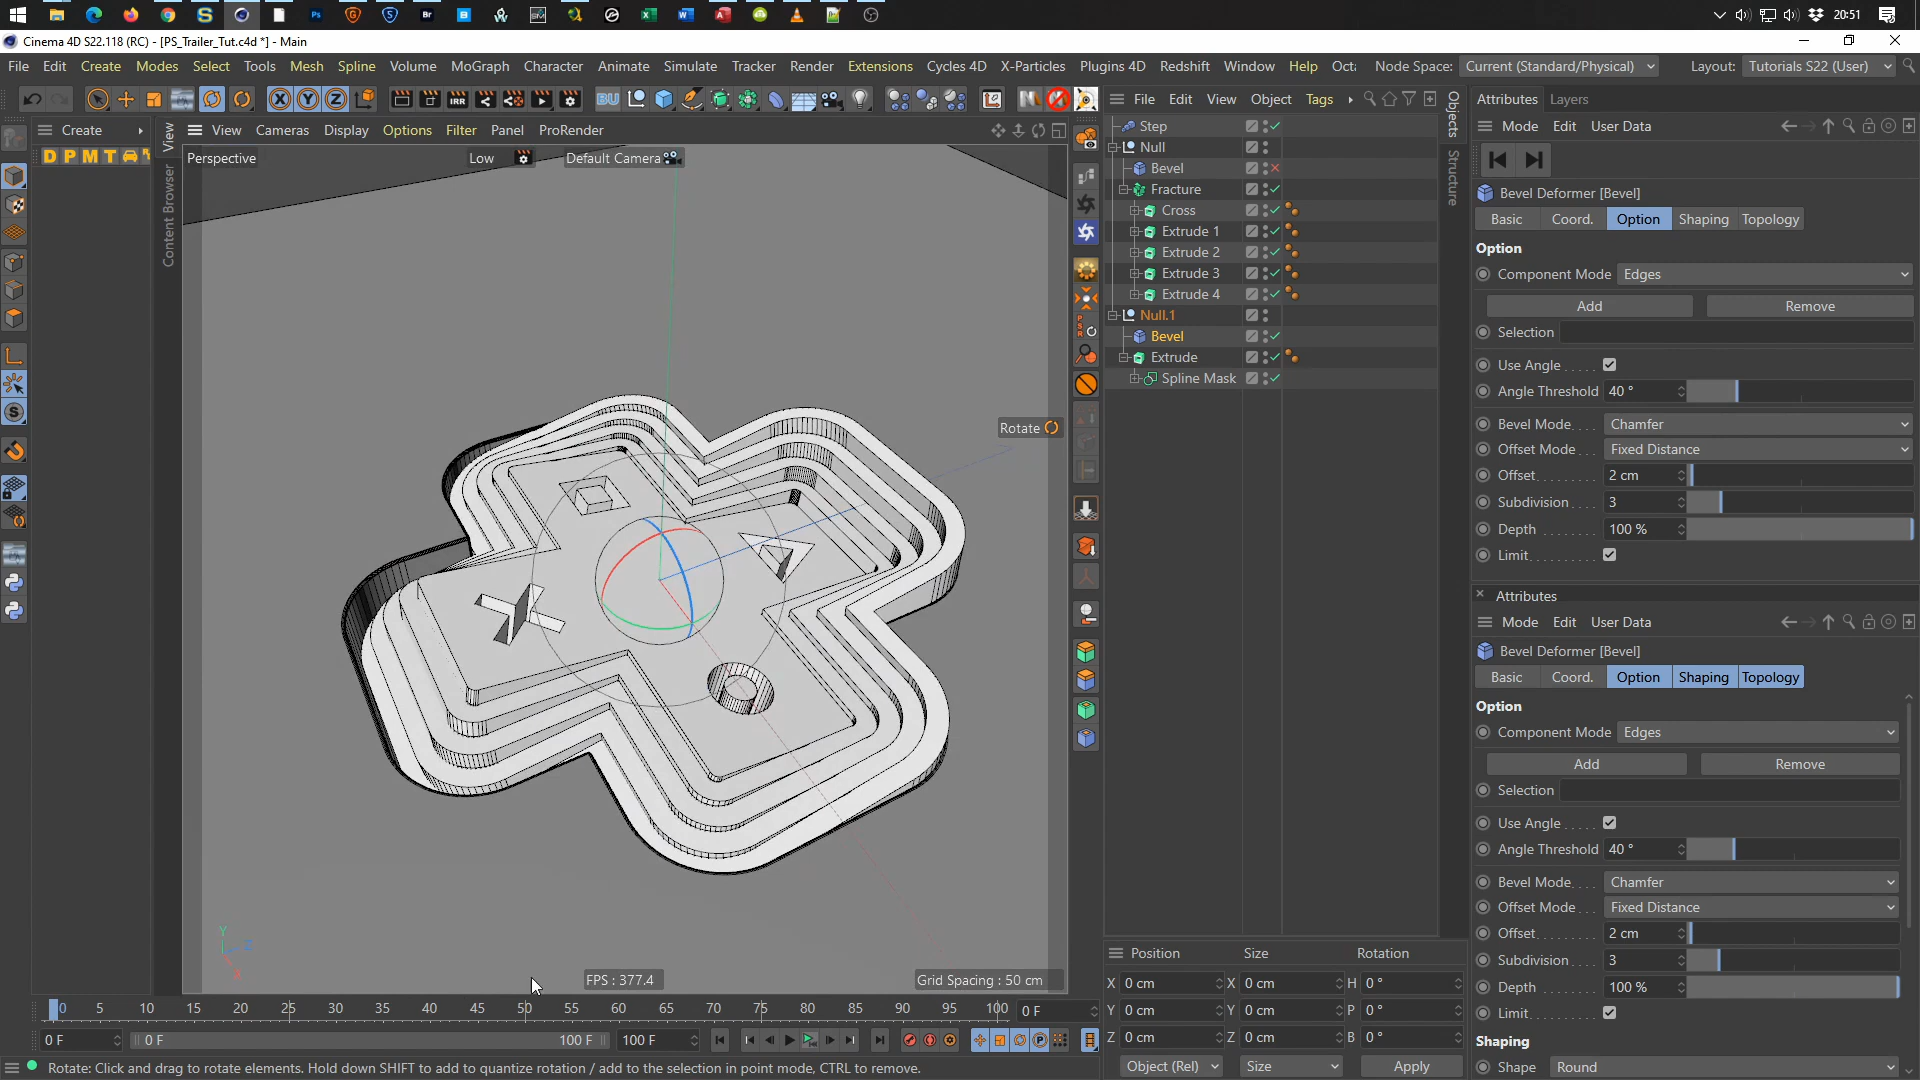 20:51
Cinema 4D S22.118 (RC) - [PS_Trailer_Tut.c4d *] - Main
File Edit Create Modes Select Tools Mesh Spline Volume MoGraph Character Animate Simulate Tracker Render Extensions Cycles 4D X-Particles Plugins 4D Redshift Window Help Octa Node Space: Current (Standard/Physical) Layout: Tutorials S22 (User)
File Edit View Object Tags
Attributes Layers
Create
View Cameras Display Options Filter Panel ProRender
Mode Edit User Data
D P M T
Perspective Low Default Camera
View
Content Browser
Objects
Structure
Step
Null
Bevel
Fracture
Cross
Extrude 1
Extrude 2
Extrude 3
Extrude 4
Null.1
Bevel
Extrude
Spline Mask
Rotate
Bevel Deformer [Bevel]
Basic Coord. Option Shaping Topology
Option
Component Mode Edges
Add Remove
Selection
Use Angle
Angle Threshold 40 °
Bevel Mode Chamfer
Offset Mode Fixed Distance
Offset 2 cm
Subdivision 3
Depth 100 %
Limit
Attributes
Mode Edit User Data
Bevel Deformer [Bevel]
Basic Coord. Option Shaping Topology
Option
Component Mode Edges
Add Remove
Selection
Use Angle
Angle Threshold 40 °
Bevel Mode Chamfer
Offset Mode Fixed Distance
Offset 2 cm
Subdivision 3
Depth 100 %
Limit
Shaping
Shape Round
FPS : 377.4
Grid Spacing : 50 cm
0 5 10 15 20 25 30 35 40 45 50 55 60 65 70 75 80 85 90 95 100 0 F
0 F 0 F 100 F 100 F
Position Size Rotation
X 0 cm X 0 cm H 0 °
Y 0 cm Y 0 cm P 0 °
Z 0 cm Z 0 cm B 0 °
Object (Rel) Size Apply
Rotate: Click and drag to rotate elements. Hold down SHIFT to add to quantize rotation / add to the selection in point mode, CTRL to remove.